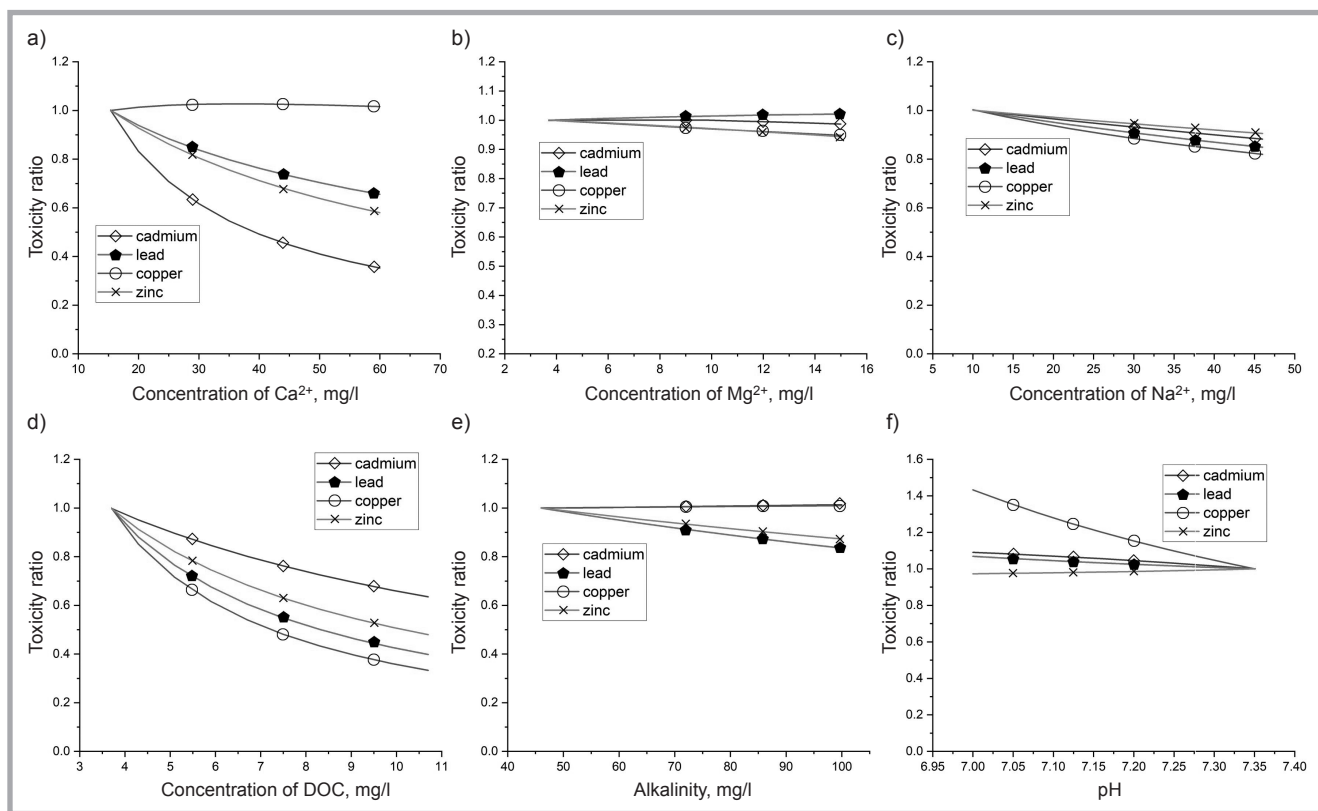 a)
1.2
1.0
0.8
0.6
0.4
0.2
0.0
Toxicity ratio
cadmium
lead
copper
zinc
10 20 30 40 50 60 70
Concentration of Ca²⁺, mg/l
b)
1.2
1.1
1.0
0.9
0.8
0.7
0.6
0.5
0.4
0.3
0.2
Toxicity ratio
cadmium
lead
copper
zinc
2 4 6 8 10 12 14 16
Concentration of Mg²⁺, mg/l
c)
1.2
1.0
0.8
0.6
0.4
0.2
0.0
Toxicity ratio
cadmium
lead
copper
zinc
5 10 15 20 25 30 35 40 45 50
Concentration of Na²⁺, mg/l
d)
1.2
1.0
0.8
0.6
0.4
0.2
0.0
Toxicity ratio
cadmium
lead
copper
zinc
3 4 5 6 7 8 9 10 11
Concentration of DOC, mg/l
e)
1.2
1.0
0.8
0.6
0.4
0.2
0.0
Toxicity ratio
cadmium
lead
copper
zinc
40 50 60 70 80 90 100
Alkalinity, mg/l
f)
1.6
1.4
1.2
1.0
0.8
0.6
0.4
0.2
0.0
Toxicity ratio
cadmium
lead
copper
zinc
6.95 7.00 7.05 7.10 7.15 7.20 7.25 7.30 7.35 7.40
pH